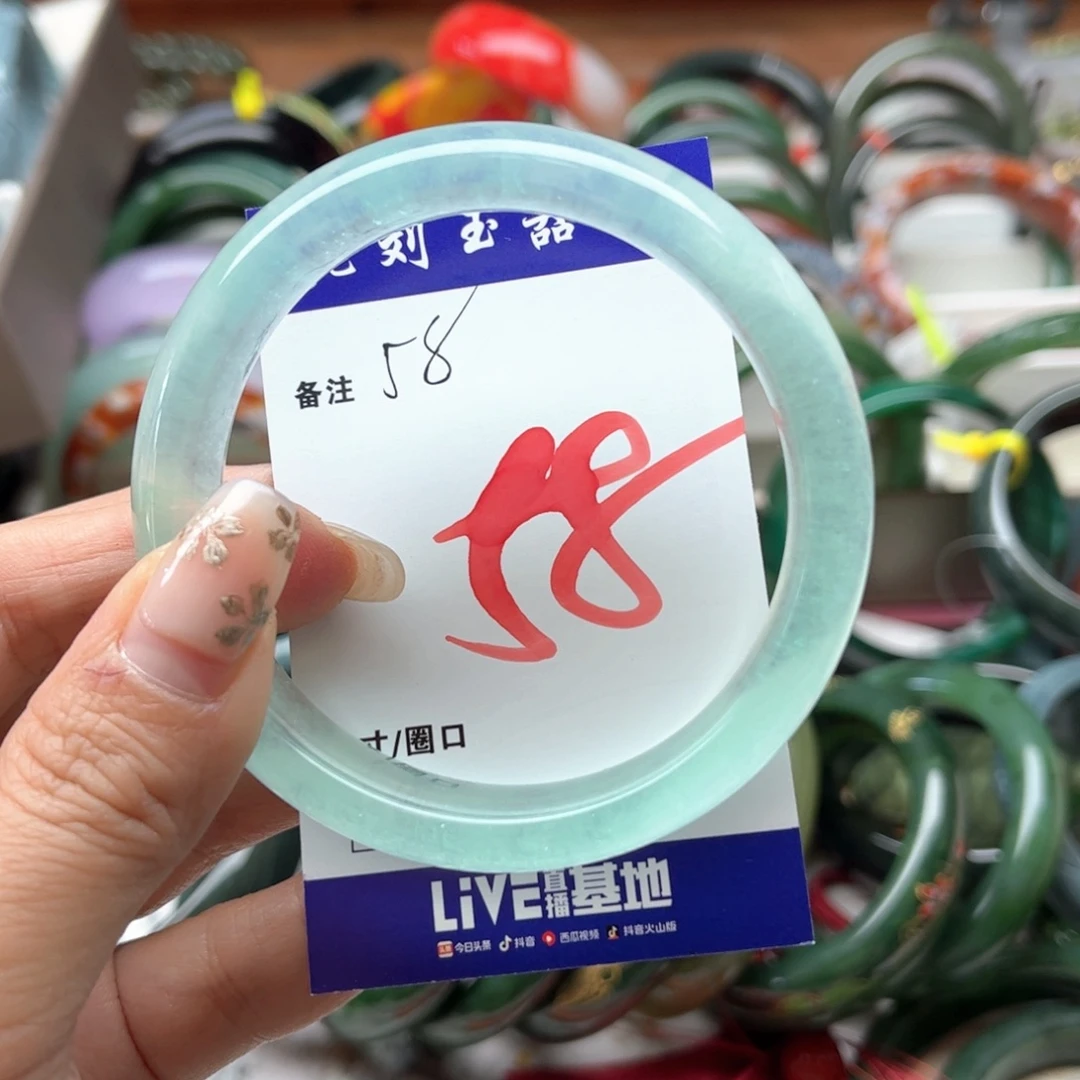 刻玉器
备注 58
58
寸/圈口
LiVE直播基地
今日头条 抖音 西瓜视频 抖音火山版